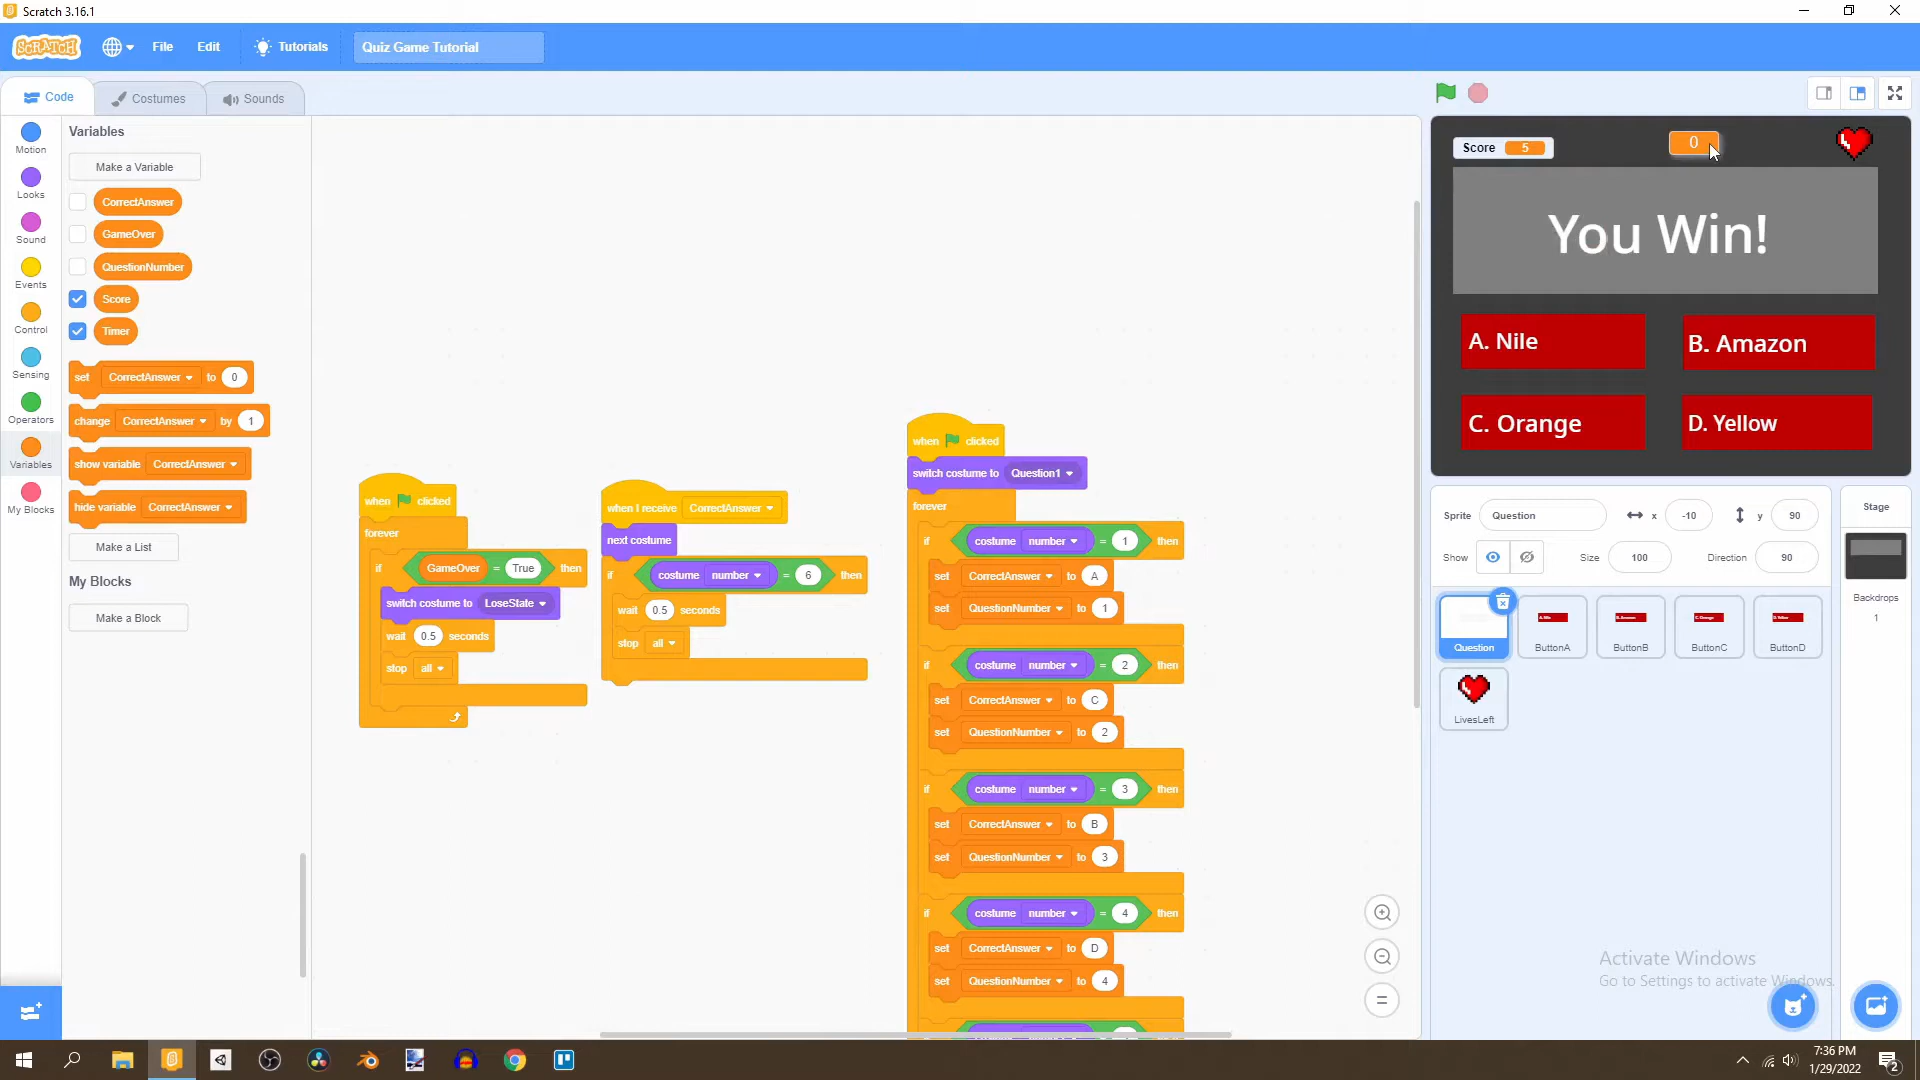 Scratch 3.16.1
SCRATCH
File
Edit
Tutorials
Quiz Game Tutorial
Code
Costumes
Sounds
Motion
Looks
Sound
Events
Control
Sensing
Operators
Variables
My Blocks
Variables
Make a Variable
CorrectAnswer
GameOver
QuestionNumber
Score
Timer
set CorrectAnswer to 0
change CorrectAnswer by 1
show variable CorrectAnswer
hide variable CorrectAnswer
Make a List
My Blocks
Make a Block
when clicked
forever
if GameOver = True then
switch costume to LoseState
wait 0.5 seconds
stop all
when I receive CorrectAnswer
next costume
if costume number = 6 then
wait 0.5 seconds
stop all
when clicked
switch costume to Question1
forever
if costume number = 1 then
set CorrectAnswer to A
set QuestionNumber to 1
if costume number = 2 then
set CorrectAnswer to C
set QuestionNumber to 2
if costume number = 3 then
set CorrectAnswer to B
set QuestionNumber to 3
if costume number = 4 then
set CorrectAnswer to D
set QuestionNumber to 4
Score 5
0
You Win!
A. Nile
B. Amazon
C. Orange
D. Yellow
Sprite Question x -10 y 90
Show Size 100 Direction 90
Question
ButtonA
ButtonB
ButtonC
ButtonD
LivesLeft
Stage
Backdrops
1
Activate Windows
Go to Settings to activate Windows.
7:36 PM
1/29/2022
2